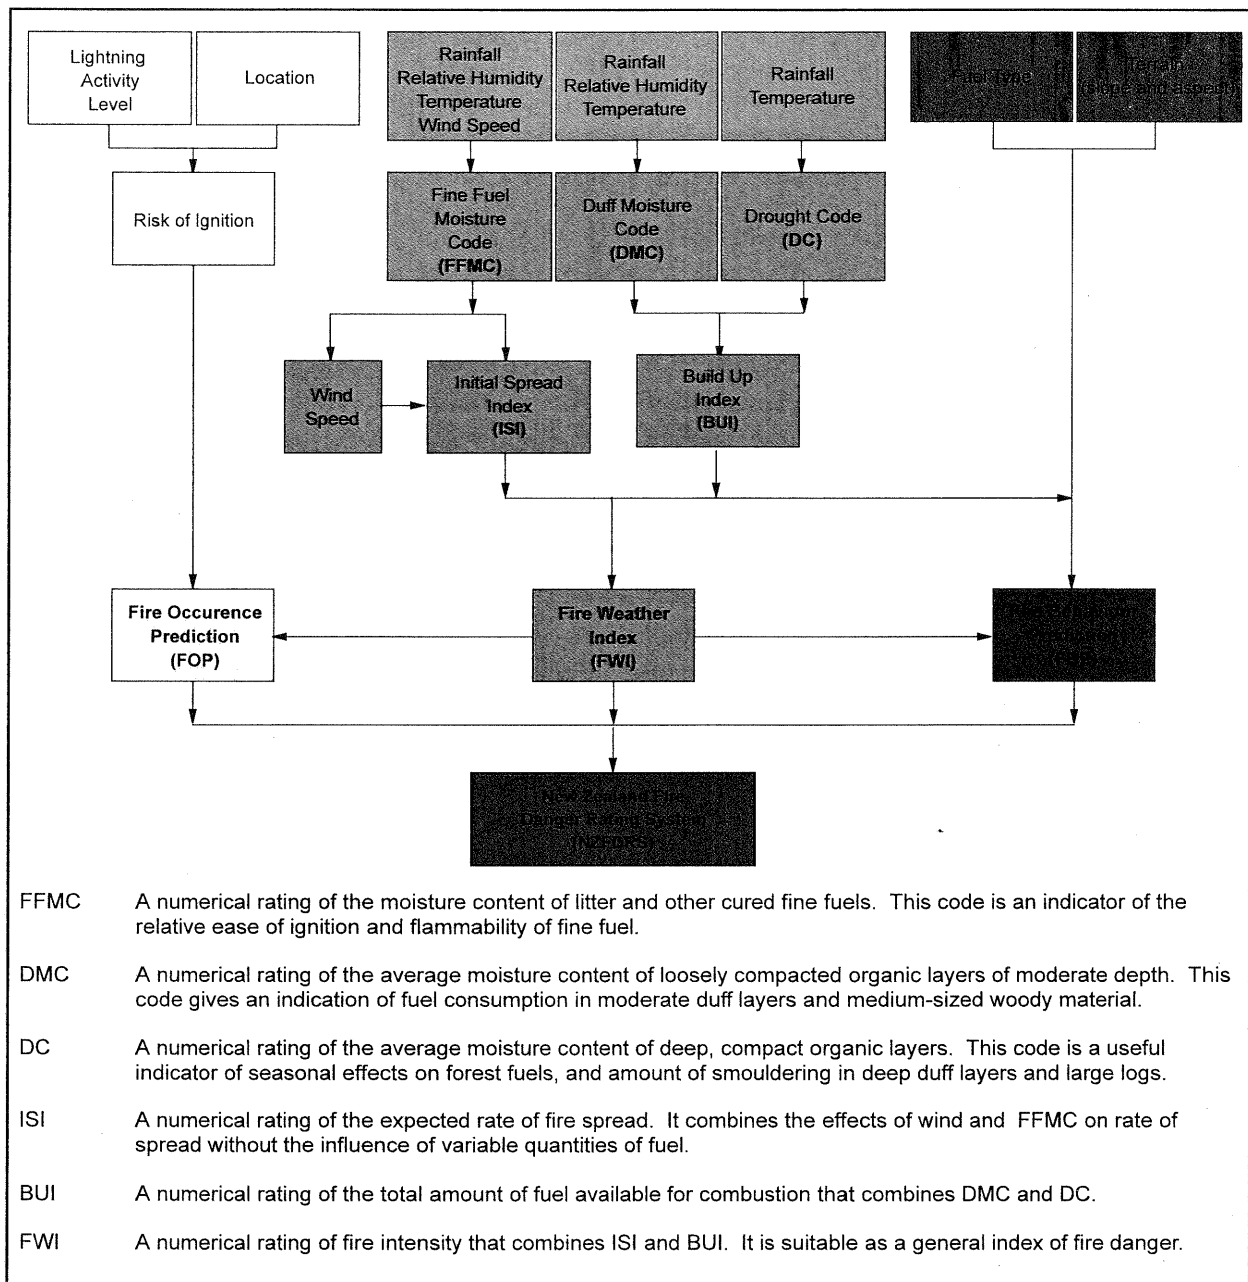 Lightning
Activity
Level
Location
Rainfall
Relative Humidity
Temperature
Wind Speed
Rainfall
Relative Humidity
Temperature
Rainfall
Temperature
Fuel Type
Terrain
(slope and aspect)
Risk of Ignition
Fine Fuel
Moisture
Code
(FFMC)
Duff Moisture
Code
(DMC)
Drought Code
(DC)
Wind
Speed
Initial Spread
Index
(ISI)
Build Up
Index
(BUI)
Fire Occurence
Prediction
(FOP)
Fire Weather
Index
(FWI)
New Zealand Fire
Danger Rating System
(NZFDRS)
FFMC A numerical rating of the moisture content of litter and other cured fine fuels. This code is an indicator of the
relative ease of ignition and flammability of fine fuel.
DMC A numerical rating of the average moisture content of loosely compacted organic layers of moderate depth. This
code gives an indication of fuel consumption in moderate duff layers and medium-sized woody material.
DC A numerical rating of the average moisture content of deep, compact organic layers. This code is a useful
indicator of seasonal effects on forest fuels, and amount of smouldering in deep duff layers and large logs.
ISI A numerical rating of the expected rate of fire spread. It combines the effects of wind and FFMC on rate of
spread without the influence of variable quantities of fuel.
BUI A numerical rating of the total amount of fuel available for combustion that combines DMC and DC.
FWI A numerical rating of fire intensity that combines ISI and BUI. It is suitable as a general index of fire danger.